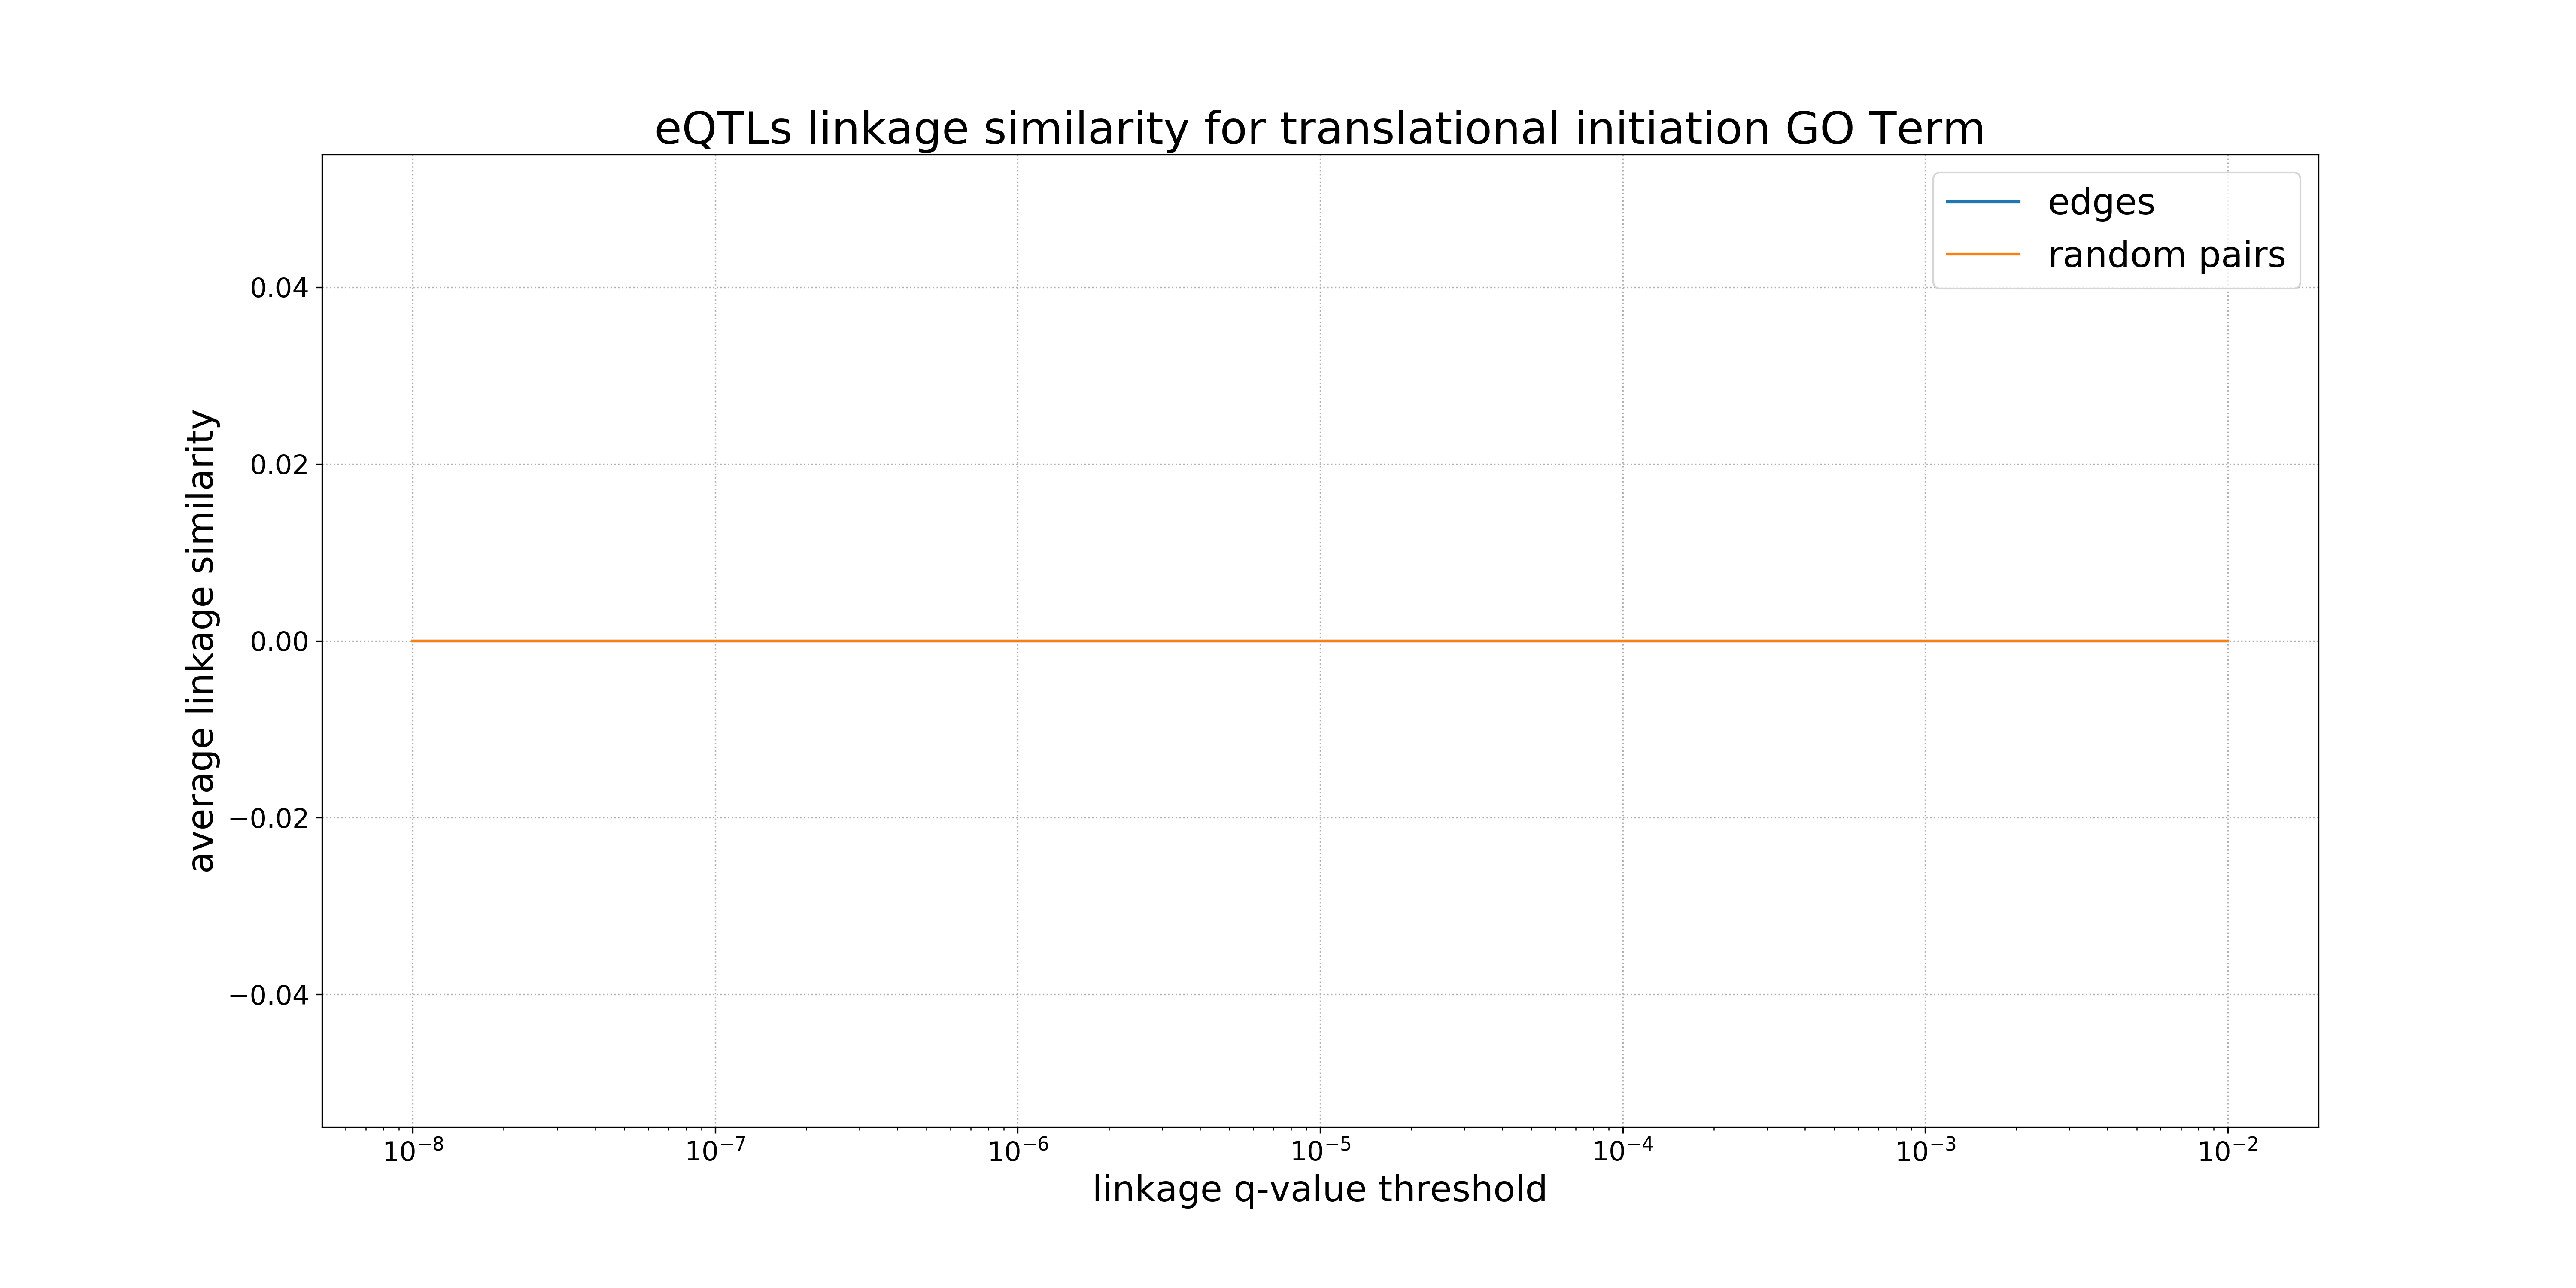 eQTLs linkage similarity for translational initiation GO Term
edges
random pairs
average linkage similarity
0.04
0.02
0.00
−0.02
−0.04
10⁻⁸ 10⁻⁷ 10⁻⁶ 10⁻⁵ 10⁻⁴ 10⁻³ 10⁻²
linkage q-value threshold